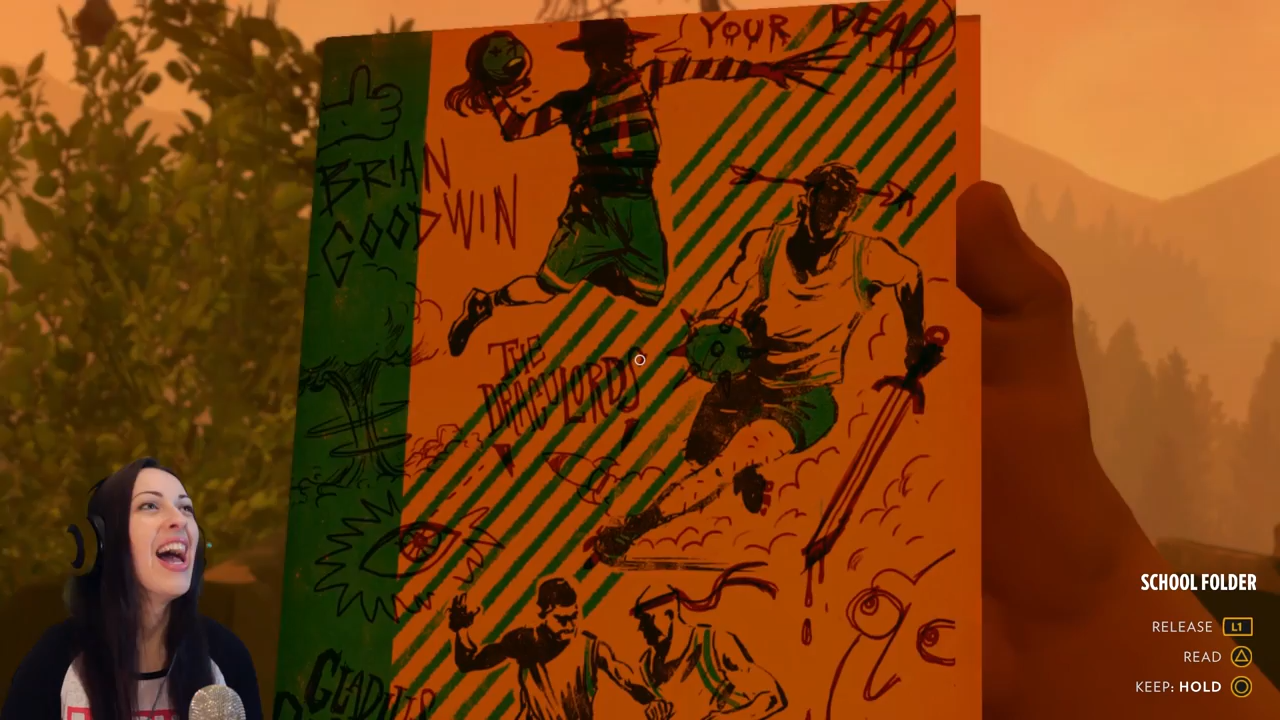 YOUR DEAD
BRIAN
GOODWIN
THE
DRACULORDS
SCHOOL FOLDER
RELEASE L1
READ
KEEP: HOLD